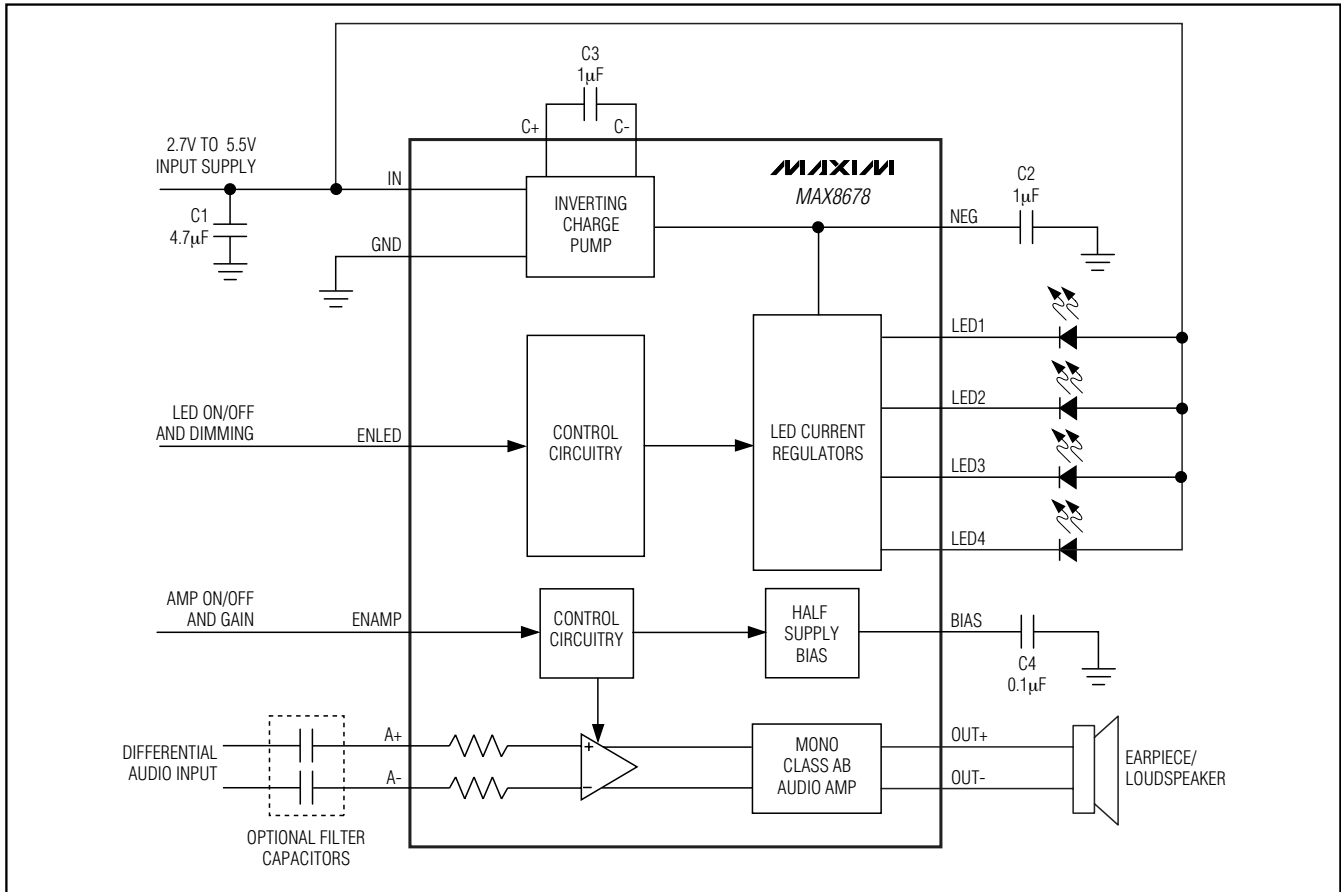 C3
1µF
C+
C-
2.7V TO 5.5V
INPUT SUPPLY
IN
MAXIM
MAX8678
C2
1µF
C1
4.7µF
INVERTING
CHARGE
PUMP
NEG
GND
LED1
LED ON/OFF
AND DIMMING
ENLED
CONTROL
CIRCUITRY
LED CURRENT
REGULATORS
LED2
LED3
LED4
AMP ON/OFF
AND GAIN
ENAMP
CONTROL
CIRCUITRY
HALF
SUPPLY
BIAS
BIAS
C4
0.1µF
DIFFERENTIAL
AUDIO INPUT
A+
A-
+
−
MONO
CLASS AB
AUDIO AMP
OUT+
OUT-
EARPIECE/
LOUDSPEAKER
OPTIONAL FILTER
CAPACITORS